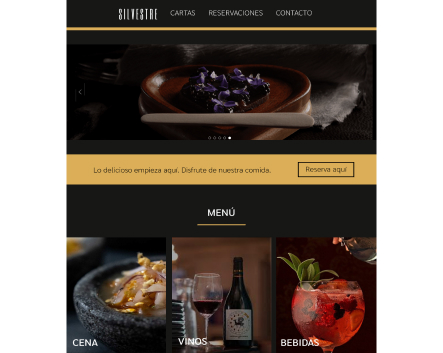 SILVESTRE CARTAS RESERVACIONES CONTACTO
Lo delicioso empieza aquí. Disfrute de nuestra comida. Reserva aquí
MENÚ
CENA VINOS BEBIDAS